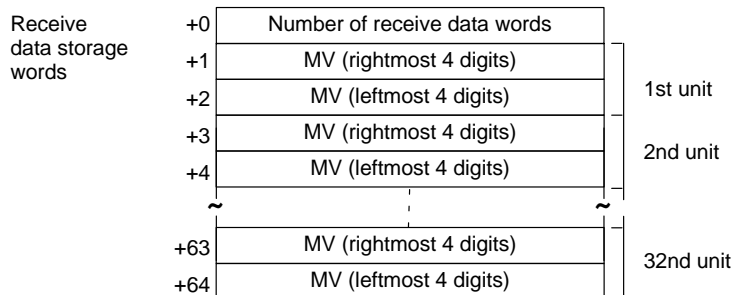 Receive
data storage
words
+0 Number of receive data words
+1 MV (rightmost 4 digits)
+2 MV (leftmost 4 digits)
1st unit
+3 MV (rightmost 4 digits)
+4 MV (leftmost 4 digits)
2nd unit
~ ~
+63 MV (rightmost 4 digits)
+64 MV (leftmost 4 digits)
32nd unit